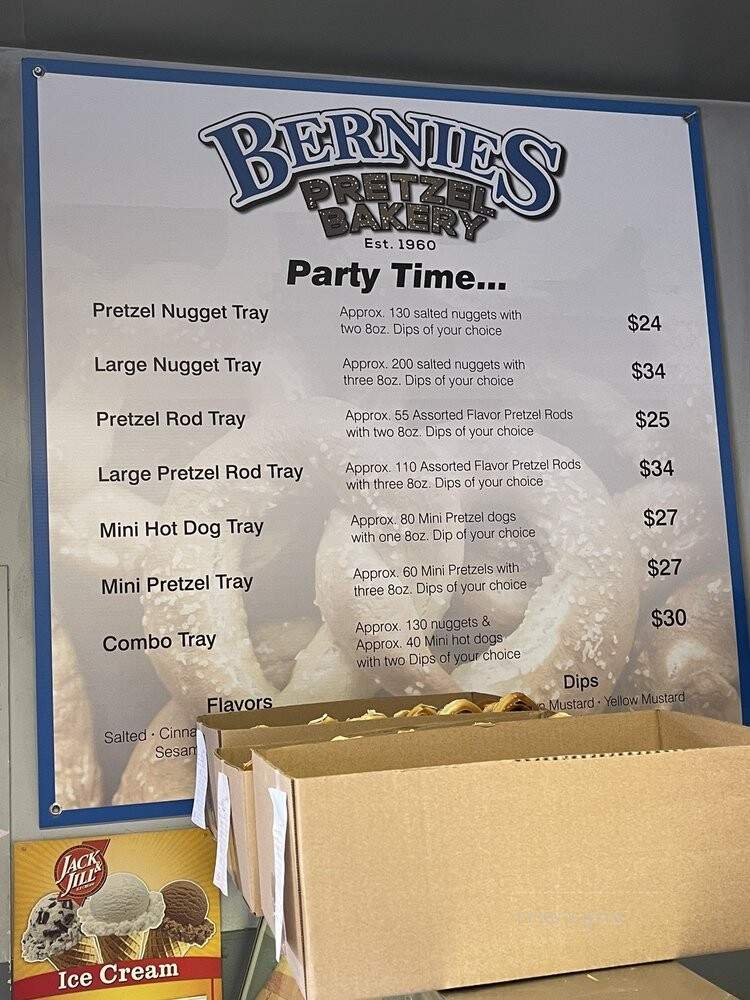 BERNIES
PRETZEL
BAKERY
Est. 1960
Party Time...
Pretzel Nugget Tray
Approx. 130 salted nuggets with
two 8oz. Dips of your choice
$24
Large Nugget Tray
Approx. 200 salted nuggets with
three 8oz. Dips of your choice
$34
Pretzel Rod Tray
Approx. 55 Assorted Flavor Pretzel Rods
with two 8oz. Dips of your choice
$25
Large Pretzel Rod Tray
Approx. 110 Assorted Flavor Pretzel Rods
with three 8oz. Dips of your choice
$34
Mini Hot Dog Tray
Approx. 80 Mini Pretzel dogs
with one 8oz. Dip of your choice
$27
Mini Pretzel Tray
Approx. 60 Mini Pretzels with
three 8oz. Dips of your choice
$27
Combo Tray
Approx. 130 nuggets &
Approx. 40 Mini hot dogs
with two Dips of your choice
$30
Flavors
Salted · Cinna
Sesam
Dips
Mustard · Yellow Mustard
JACK &
JILL
Ice Cream